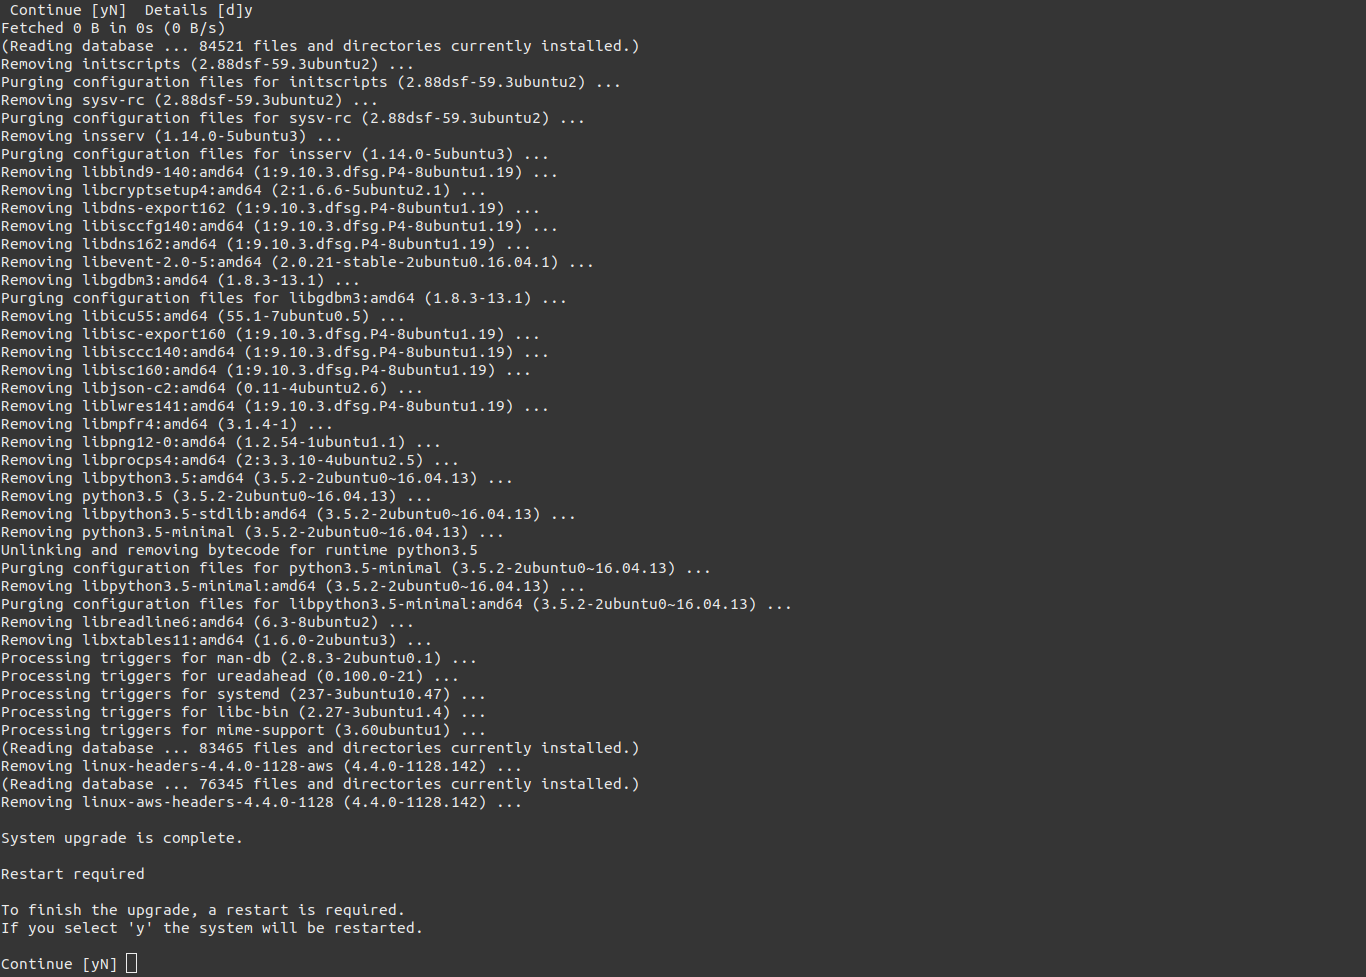 Continue [yN]  Details [d]y
Fetched 0 B in 0s (0 B/s)
(Reading database ... 84521 files and directories currently installed.)
Removing initscripts (2.88dsf-59.3ubuntu2) ...
Purging configuration files for initscripts (2.88dsf-59.3ubuntu2) ...
Removing sysv-rc (2.88dsf-59.3ubuntu2) ...
Purging configuration files for sysv-rc (2.88dsf-59.3ubuntu2) ...
Removing insserv (1.14.0-5ubuntu3) ...
Purging configuration files for insserv (1.14.0-5ubuntu3) ...
Removing libbind9-140:amd64 (1:9.10.3.dfsg.P4-8ubuntu1.19) ...
Removing libcryptsetup4:amd64 (2:1.6.6-5ubuntu2.1) ...
Removing libdns-export162 (1:9.10.3.dfsg.P4-8ubuntu1.19) ...
Removing libisccfg140:amd64 (1:9.10.3.dfsg.P4-8ubuntu1.19) ...
Removing libdns162:amd64 (1:9.10.3.dfsg.P4-8ubuntu1.19) ...
Removing libevent-2.0-5:amd64 (2.0.21-stable-2ubuntu0.16.04.1) ...
Removing libgdbm3:amd64 (1.8.3-13.1) ...
Purging configuration files for libgdbm3:amd64 (1.8.3-13.1) ...
Removing libicu55:amd64 (55.1-7ubuntu0.5) ...
Removing libisc-export160 (1:9.10.3.dfsg.P4-8ubuntu1.19) ...
Removing libisccc140:amd64 (1:9.10.3.dfsg.P4-8ubuntu1.19) ...
Removing libisc160:amd64 (1:9.10.3.dfsg.P4-8ubuntu1.19) ...
Removing libjson-c2:amd64 (0.11-4ubuntu2.6) ...
Removing liblwres141:amd64 (1:9.10.3.dfsg.P4-8ubuntu1.19) ...
Removing libmpfr4:amd64 (3.1.4-1) ...
Removing libpng12-0:amd64 (1.2.54-1ubuntu1.1) ...
Removing libprocps4:amd64 (2:3.3.10-4ubuntu2.5) ...
Removing libpython3.5:amd64 (3.5.2-2ubuntu0~16.04.13) ...
Removing python3.5 (3.5.2-2ubuntu0~16.04.13) ...
Removing libpython3.5-stdlib:amd64 (3.5.2-2ubuntu0~16.04.13) ...
Removing python3.5-minimal (3.5.2-2ubuntu0~16.04.13) ...
Unlinking and removing bytecode for runtime python3.5
Purging configuration files for python3.5-minimal (3.5.2-2ubuntu0~16.04.13) ...
Removing libpython3.5-minimal:amd64 (3.5.2-2ubuntu0~16.04.13) ...
Purging configuration files for libpython3.5-minimal:amd64 (3.5.2-2ubuntu0~16.04.13) ...
Removing libreadline6:amd64 (6.3-8ubuntu2) ...
Removing libxtables11:amd64 (1.6.0-2ubuntu3) ...
Processing triggers for man-db (2.8.3-2ubuntu0.1) ...
Processing triggers for ureadahead (0.100.0-21) ...
Processing triggers for systemd (237-3ubuntu10.47) ...
Processing triggers for libc-bin (2.27-3ubuntu1.4) ...
Processing triggers for mime-support (3.60ubuntu1) ...
(Reading database ... 83465 files and directories currently installed.)
Removing linux-headers-4.4.0-1128-aws (4.4.0-1128.142) ...
(Reading database ... 76345 files and directories currently installed.)
Removing linux-aws-headers-4.4.0-1128 (4.4.0-1128.142) ...
System upgrade is complete.
Restart required
To finish the upgrade, a restart is required.
If you select 'y' the system will be restarted.
Continue [yN]